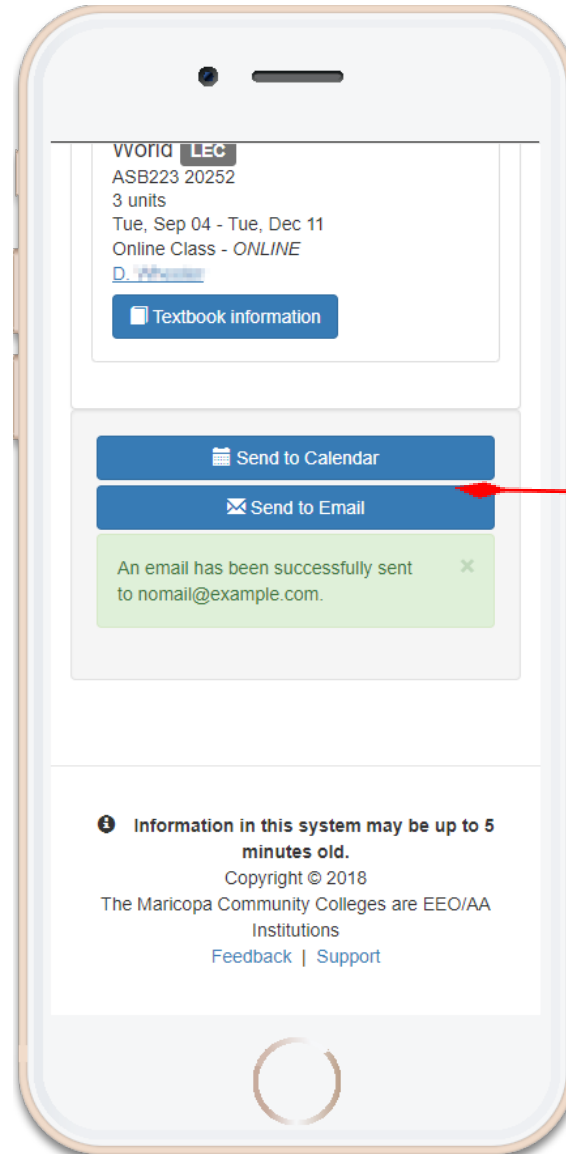 World LEC
ASB223 20252
3 units
Tue, Sep 04 - Tue, Dec 11
Online Class - ONLINE
D.
Textbook information
Send to Calendar
Send to Email
An email has been successfully sent ×
to nomail@example.com.
Information in this system may be up to 5
minutes old.
Copyright © 2018
The Maricopa Community Colleges are EEO/AA
Institutions
Feedback | Support